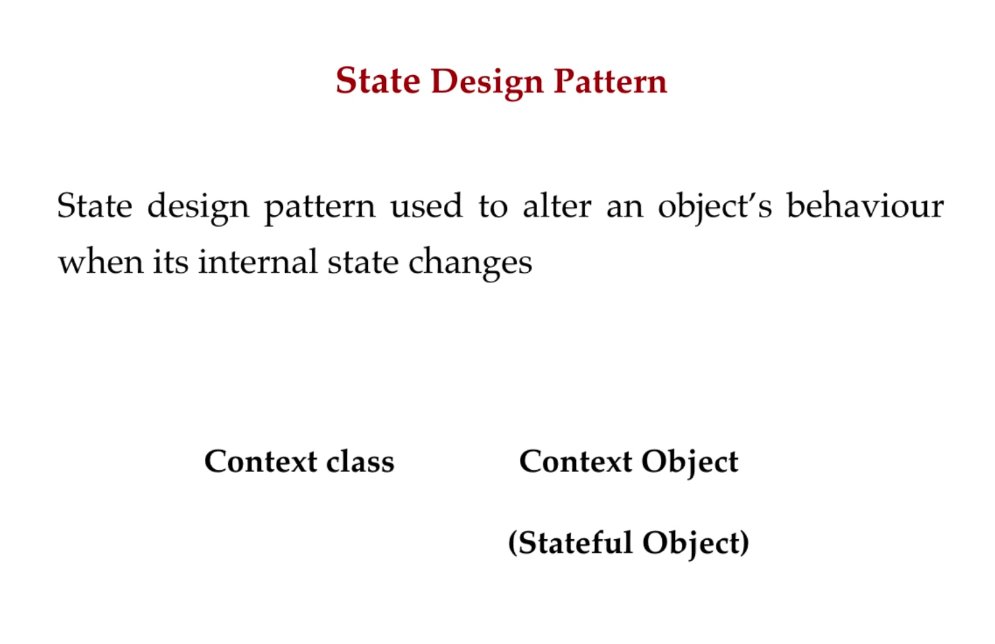 State Design Pattern
State design pattern used to alter an object's behaviour
when its internal state changes
Context class Context Object
(Stateful Object)